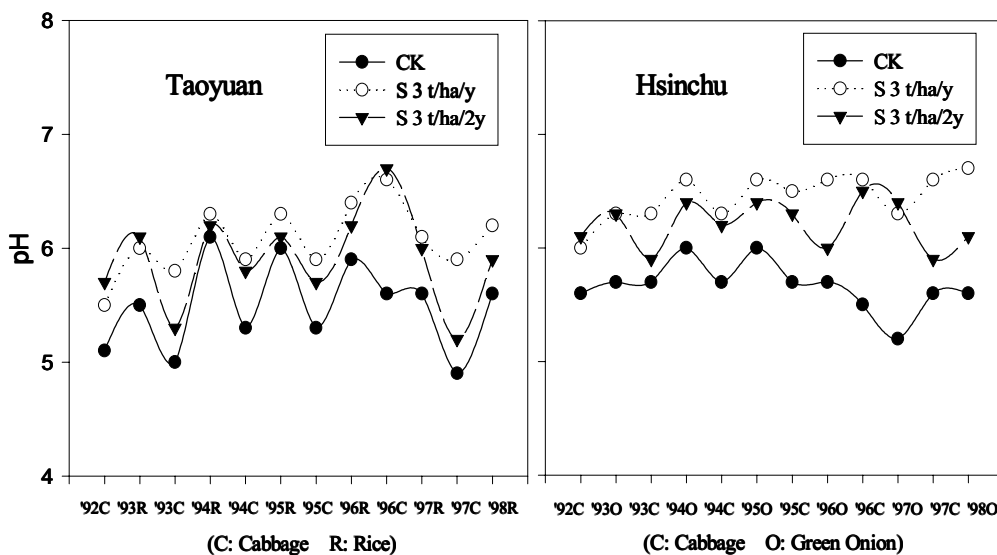 8
7
6
5
4
pH
Taoyuan
CK
S 3 t/ha/y
S 3 t/ha/2y
'92C '93R '93C '94R '94C '95R '95C '96R '96C '97R '97C '98R
(C: Cabbage R: Rice)
Hsinchu
CK
S 3 t/ha/y
S 3 t/ha/2y
'92C '93O '93C '94O '94C '95O '95C '96O '96C '97O '97C '98O
(C: Cabbage O: Green Onion)